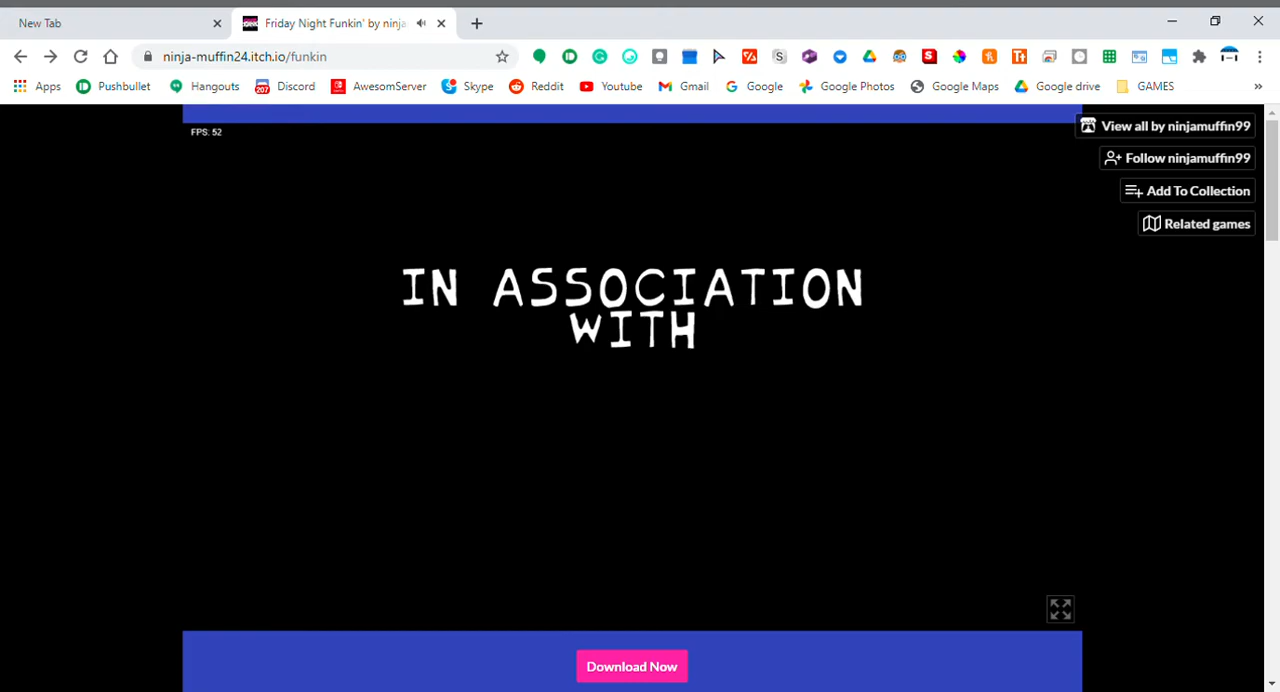 New Tab
Friday Night Funkin' by ninja
ninja-muffin24.itch.io/funkin
Apps Pushbullet Hangouts 207 Discord AwesomServer Skype Reddit Youtube Gmail Google Google Photos Google Maps Google drive GAMES
FPS: 52
View all by ninjamuffin99
Follow ninjamuffin99
Add To Collection
Related games
IN ASSOCIATION
WITH
Download Now